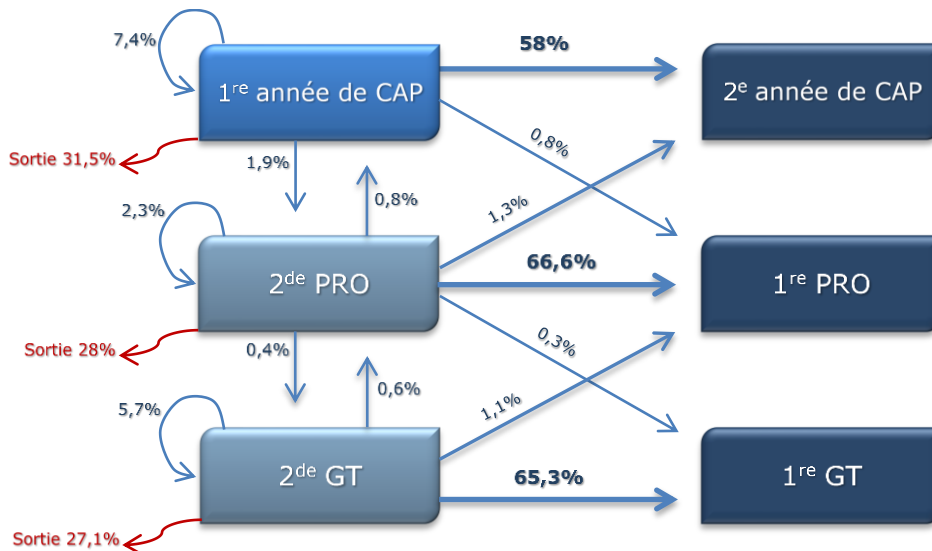 7,4%
58%
1re année de CAP
2e année de CAP
0,8%
Sortie 31,5%
1,9%
0,8%
2,3%
1,3%
66,6%
2de PRO
1re PRO
0,3%
Sortie 28%
0,4%
0,6%
5,7%
1,1%
65,3%
2de GT
1re GT
Sortie 27,1%